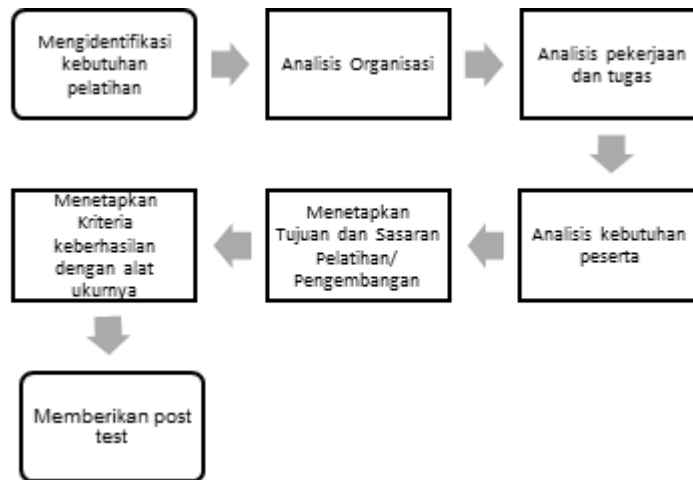 Mengidentifikasi
kebutuhan
pelatihan
Analisis Organisasi
Analisis pekerjaan
dan tugas
Analisis kebutuhan
peserta
Menetapkan
Tujuan dan Sasaran
Pelatihan/
Pengembangan
Menetapkan
Kriteria
keberhasilan
dengan alat
ukurnya
Memberikan post
test